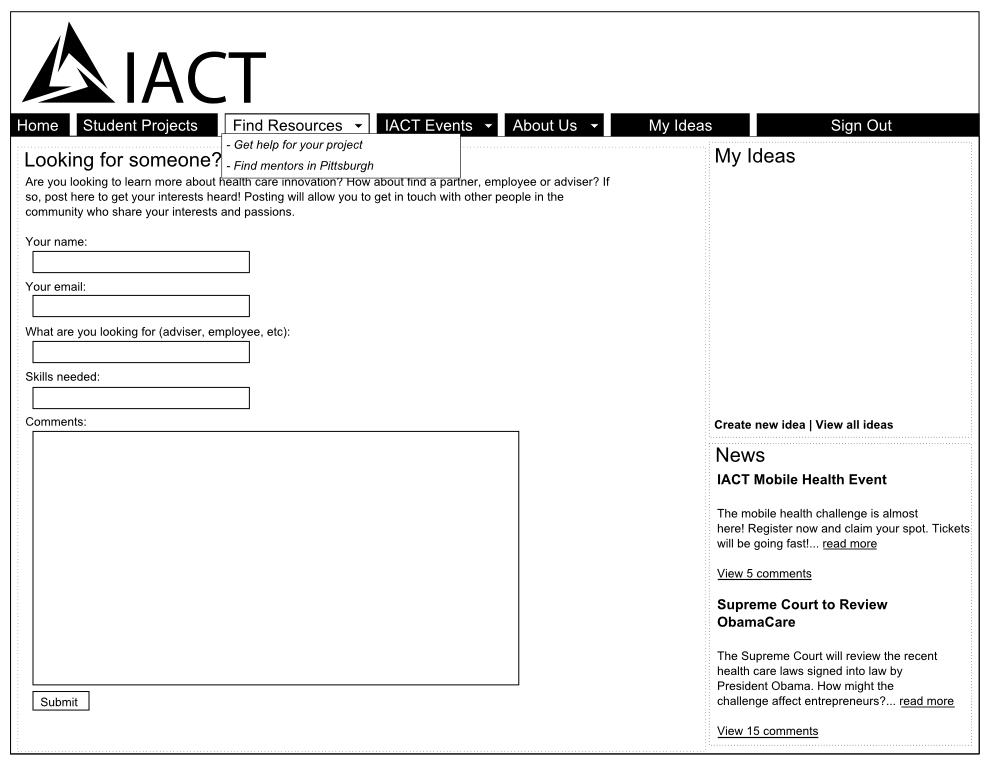 IACT
Home Student Projects Find Resources IACT Events About Us My Ideas Sign Out
- Get help for your project
- Find mentors in Pittsburgh
Looking for someone?
Are you looking to learn more about health care innovation? How about find a partner, employee or adviser? If
so, post here to get your interests heard! Posting will allow you to get in touch with other people in the
community who share your interests and passions.
Your name:
Your email:
What are you looking for (adviser, employee, etc):
Skills needed:
Comments:
Submit
My Ideas
Create new idea | View all ideas
News
IACT Mobile Health Event
The mobile health challenge is almost
here! Register now and claim your spot. Tickets
will be going fast!... read more
View 5 comments
Supreme Court to Review
ObamaCare
The Supreme Court will review the recent
health care laws signed into law by
President Obama. How might the
challenge affect entrepreneurs?... read more
View 15 comments